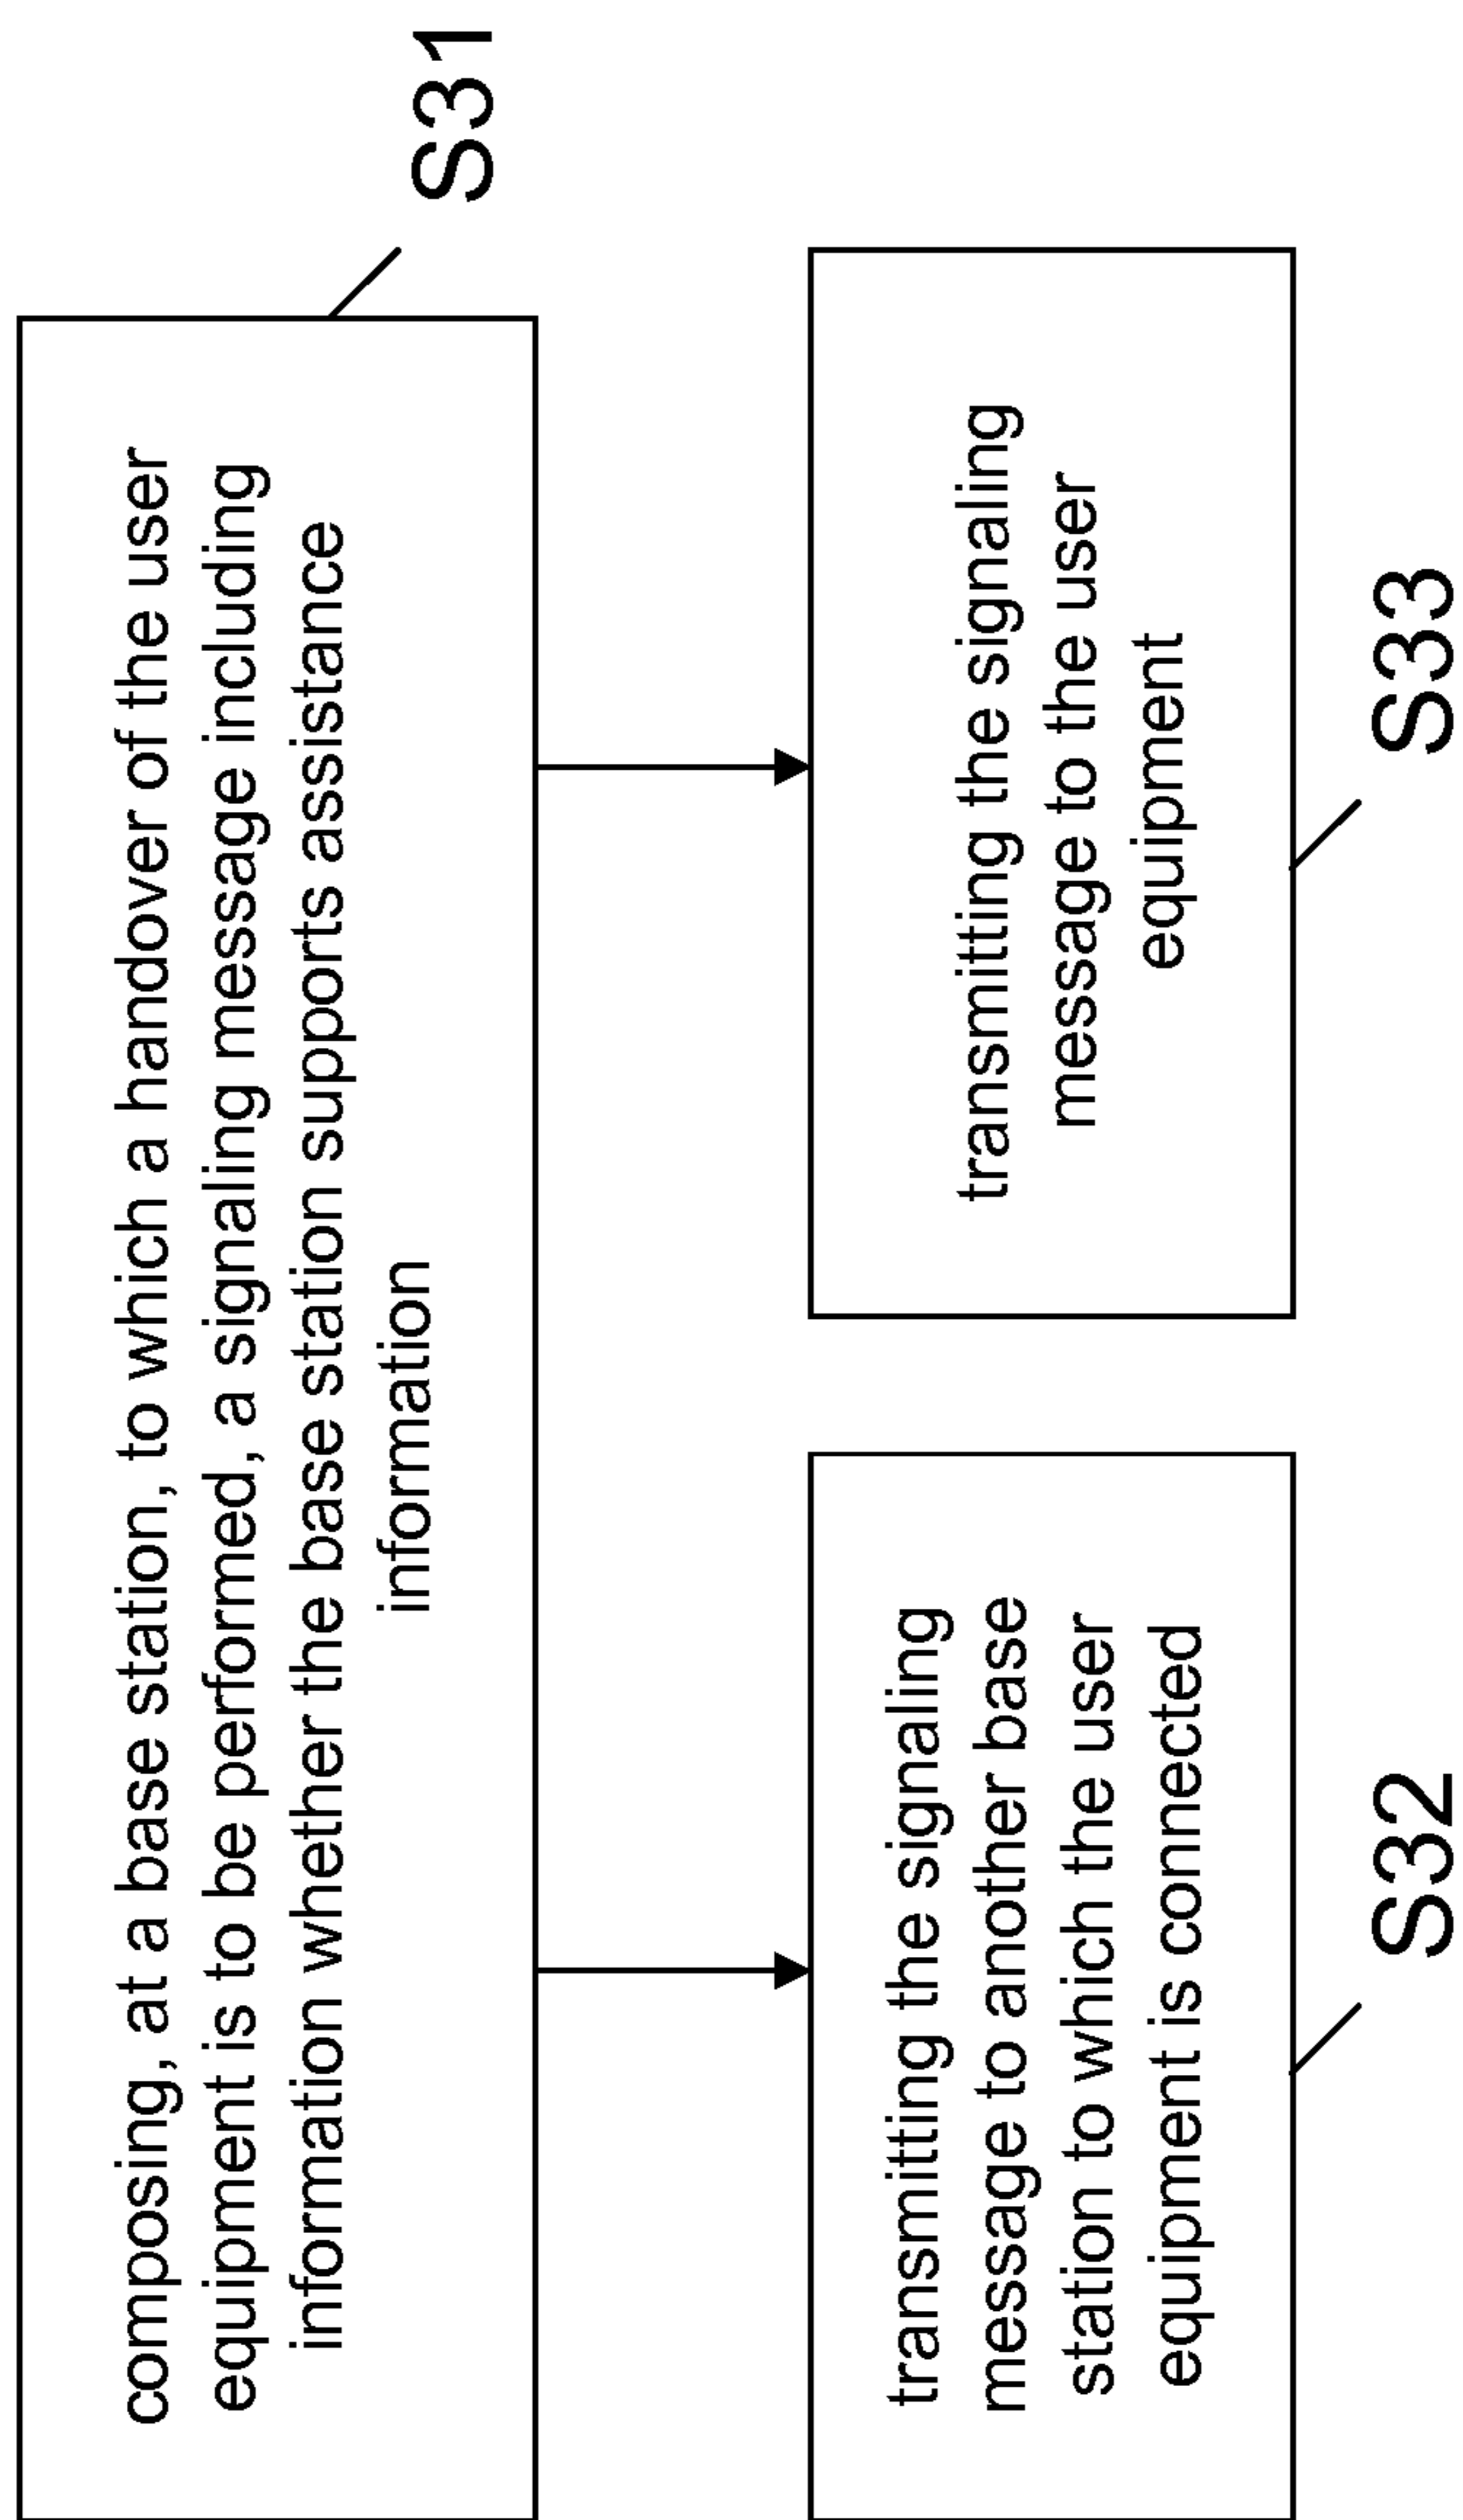 S31
composing, at a base station, to which a handover of the user
equipment is to be performed, a signaling message including
information whether the base station supports assistance
information
transmitting the signaling
message to another base
station to which the user
equipment is connected
S32
transmitting the signaling
message to the user
equipment
S33